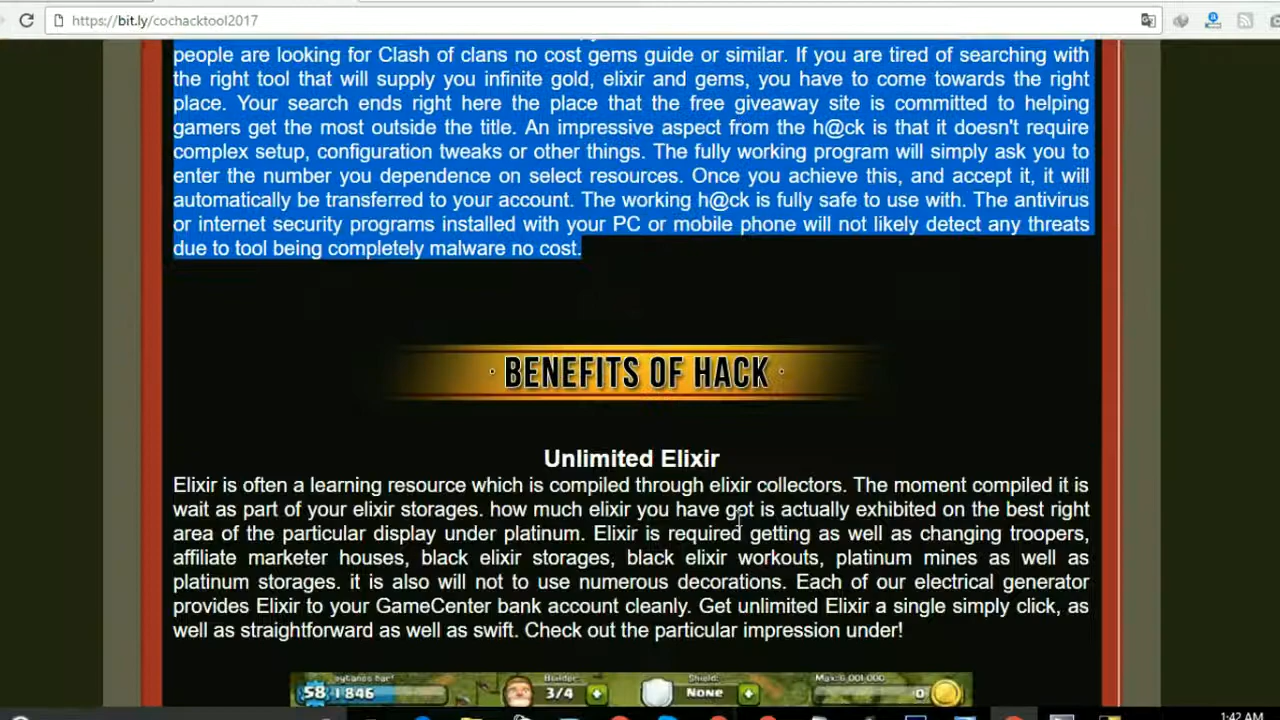 https://bit.ly/cochacktool2017
people are looking for Clash of clans no cost gems guide or similar. If you are tired of searching with
the right tool that will supply you infinite gold, elixir and gems, you have to come towards the right
place. Your search ends right here the place that the free giveaway site is committed to helping
gamers get the most outside the title. An impressive aspect from the h@ck is that it doesn't require
complex setup, configuration tweaks or other things. The fully working program will simply ask you to
enter the number you dependence on select resources. Once you achieve this, and accept it, it will
automatically be transferred to your account. The working h@ck is fully safe to use with. The antivirus
or internet security programs installed with your PC or mobile phone will not likely detect any threats
due to tool being completely malware no cost.
· BENEFITS OF HACK ·
Unlimited Elixir
Elixir is often a learning resource which is compiled through elixir collectors. The moment compiled it is
wait as part of your elixir storages. how much elixir you have got is actually exhibited on the best right
area of the particular display under platinum. Elixir is required getting as well as changing troopers,
affiliate marketer houses, black elixir storages, black elixir workouts, platinum mines as well as
platinum storages. it is also will not to use numerous decorations. Each of our electrical generator
provides Elixir to your GameCenter bank account cleanly. Get unlimited Elixir a single simply click, as
well as straightforward as well as swift. Check out the particular impression under!
Builder: Shield: Max: 6 001 000
58 1 846 3/4 None 0
1:42 AM